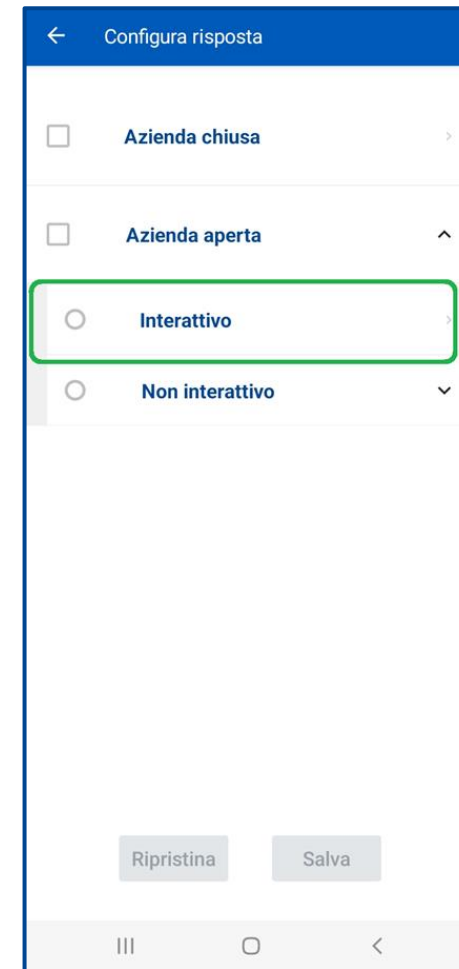 Configura risposta
Azienda chiusa
Azienda aperta
Interattivo
Non interattivo
Ripristina Salva